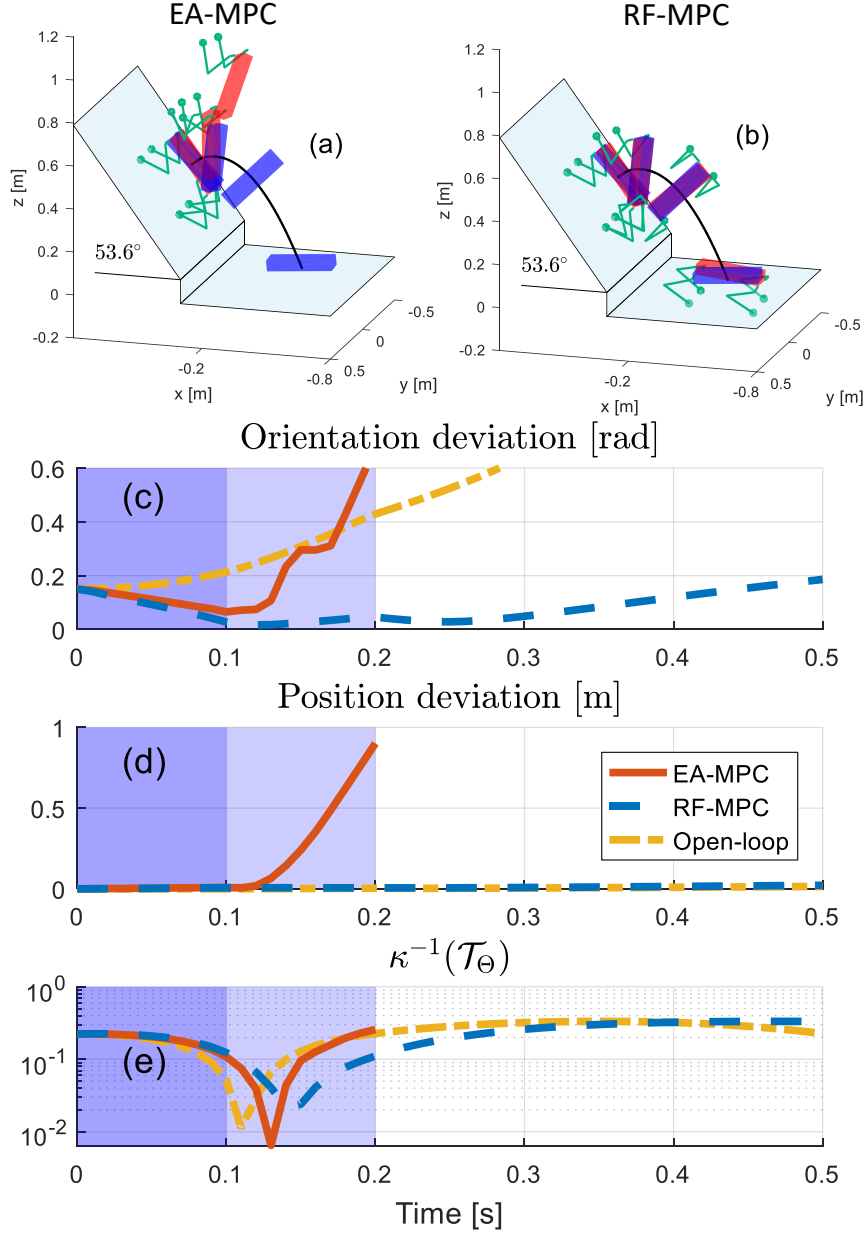 EA-MPC
RF-MPC
1.2
1
0.8
0.6
0.4
0.2
0
-0.2
z [m]
(a)
53.6°
-0.2
x [m]
-0.8
0.5
0
-0.5
y [m]
1.2
1
0.8
0.6
0.4
0.2
0
-0.2
z [m]
(b)
53.6°
-0.2
x [m]
-0.8
0.5
0
-0.5
y [m]
Orientation deviation [rad]
0.6
0.4
0.2
0
(c)
0 0.1 0.2 0.3 0.4 0.5
Position deviation [m]
1
0.5
0
(d)
EA-MPC
RF-MPC
Open-loop
0 0.1 0.2 0.3 0.4 0.5
κ⁻¹(𝒯_Θ)
10⁰
10⁻¹
10⁻²
(e)
0 0.1 0.2 0.3 0.4 0.5
Time [s]